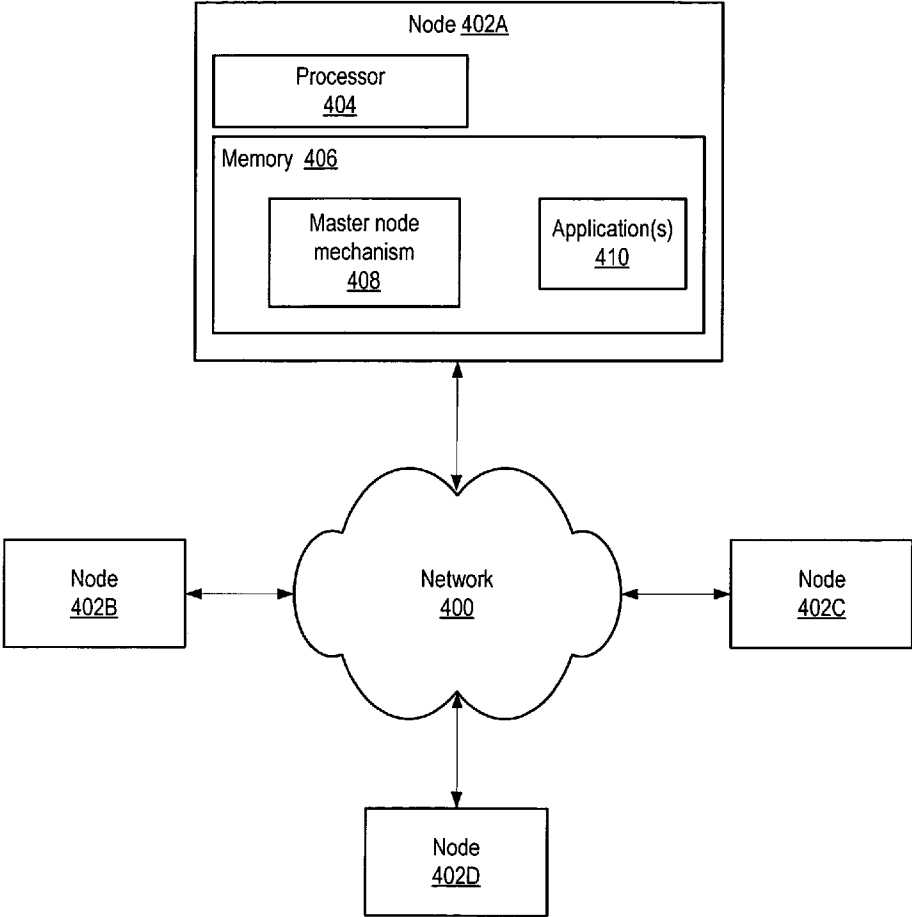 Node 402A
Processor
404
Memory 406
Master node
mechanism
408
Application(s)
410
Node
402B
Network
400
Node
402C
Node
402D